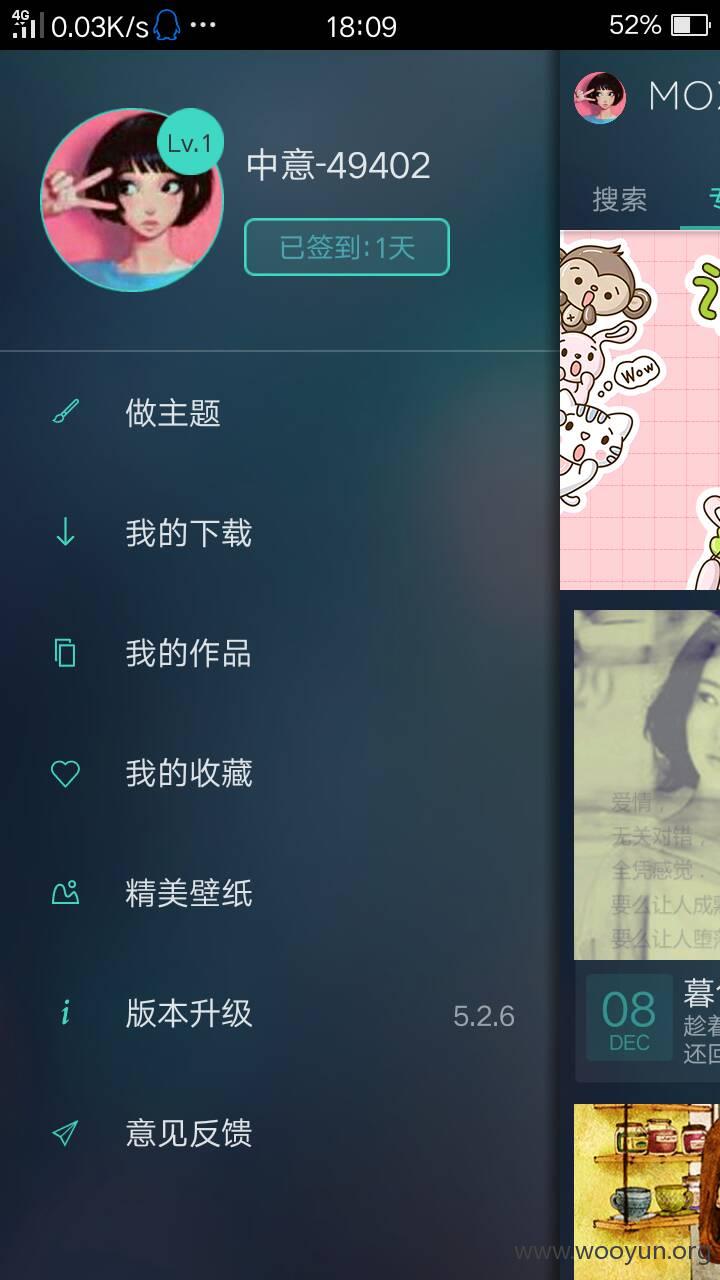 4G 0.03K/s 18:09 52%
Lv.1
中意-49402
已签到:1天
做主题
我的下载
我的作品
我的收藏
精美壁纸
版本升级 5.2.6
意见反馈
MO
搜索
Wow
爱情，
无关对错，
全凭感觉．
要么让人成
要么让人堕
08
DEC
暮
趁着
还回
www.wooyun.org